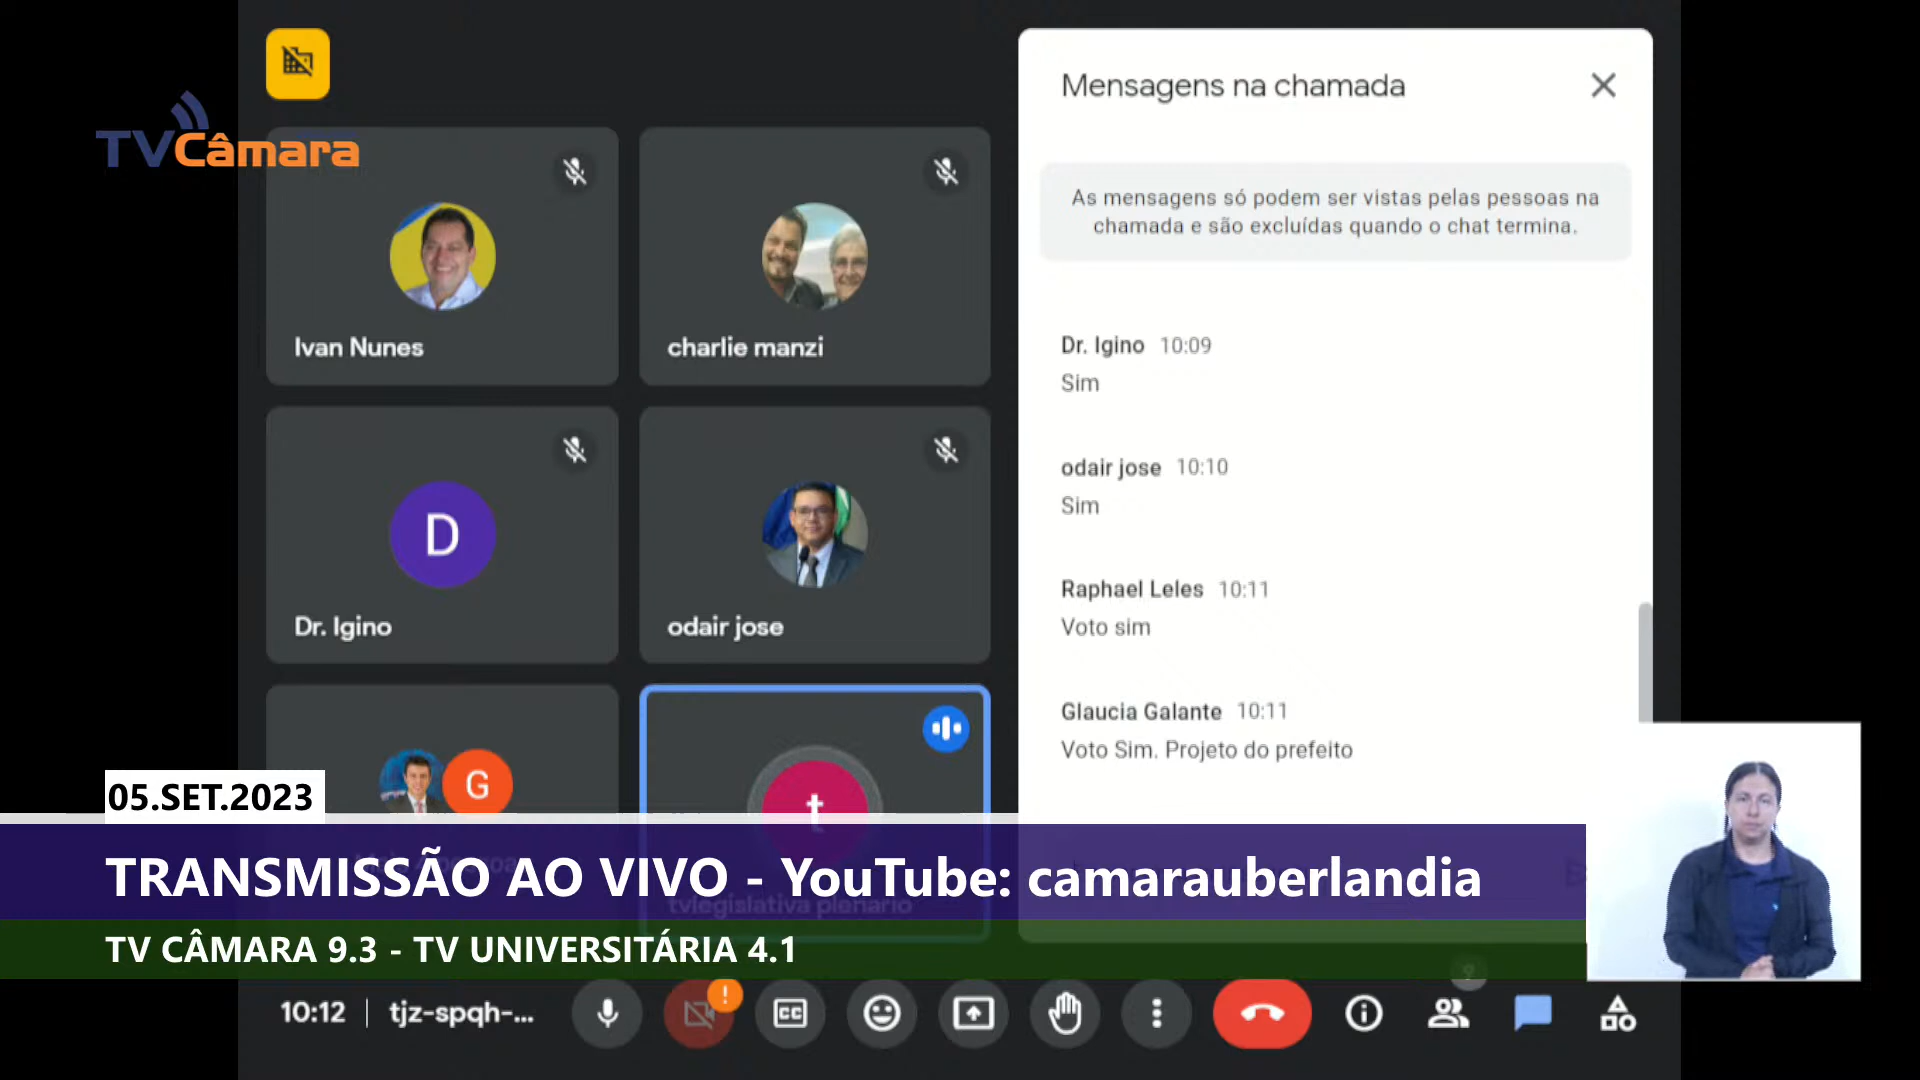 TVCâmara
Ivan Nunes
charlie manzi
D
Dr. Igino
odair jose
G
t
tvlegislativa plenario
Mensagens na chamada
As mensagens só podem ser vistas pelas pessoas na
chamada e são excluídas quando o chat termina.
Dr. Igino 10:09
Sim
odair jose 10:10
Sim
Raphael Leles 10:11
Voto sim
Glaucia Galante 10:11
Voto Sim. Projeto do prefeito
05.SET.2023
TRANSMISSÃO AO VIVO - YouTube: camarauberlandia
TV CÂMARA 9.3 - TV UNIVERSITÁRIA 4.1
10:12 | tjz-spqh-...
!
CC